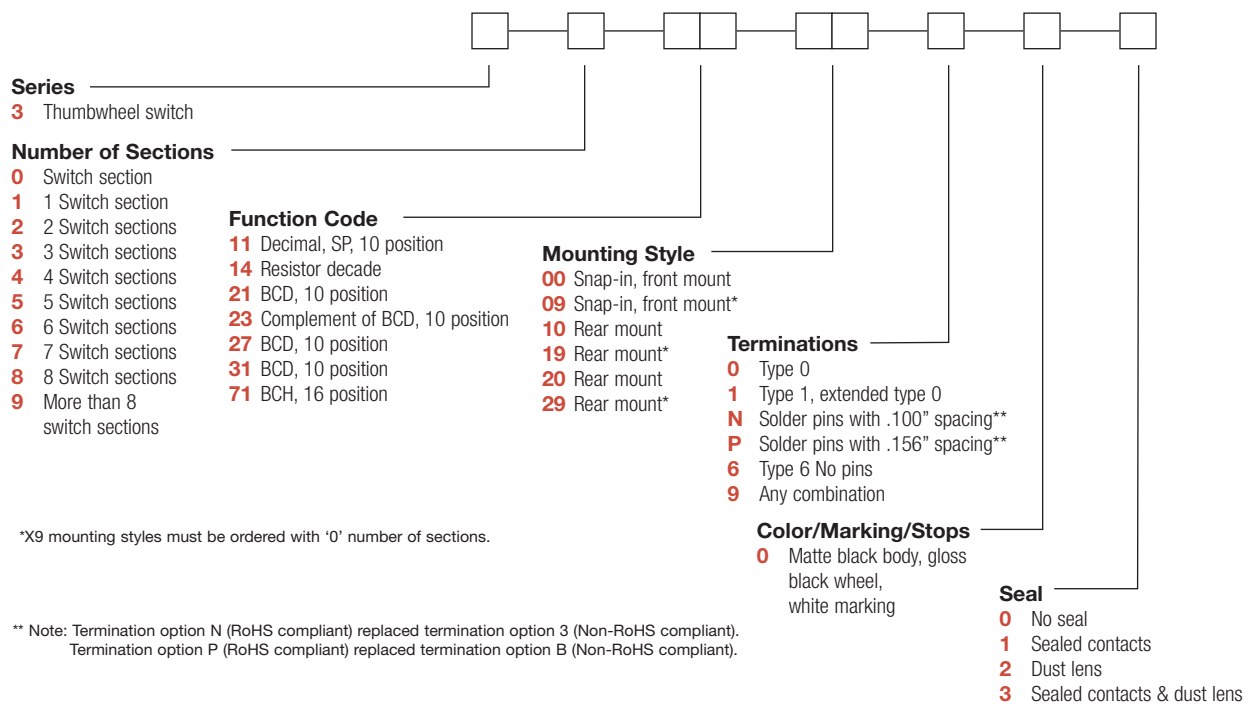 Series
3 Thumbwheel switch
Number of Sections
0 Switch section
1 1 Switch section
2 2 Switch sections
3 3 Switch sections
4 4 Switch sections
5 5 Switch sections
6 6 Switch sections
7 7 Switch sections
8 8 Switch sections
9 More than 8
switch sections
Function Code
11 Decimal, SP, 10 position
14 Resistor decade
21 BCD, 10 position
23 Complement of BCD, 10 position
27 BCD, 10 position
31 BCD, 10 position
71 BCH, 16 position
Mounting Style
00 Snap-in, front mount
09 Snap-in, front mount*
10 Rear mount
19 Rear mount*
20 Rear mount
29 Rear mount*
Terminations
0 Type 0
1 Type 1, extended type 0
N Solder pins with .100” spacing**
P Solder pins with .156” spacing**
6 Type 6 No pins
9 Any combination
Color/Marking/Stops
0 Matte black body, gloss
black wheel,
white marking
Seal
0 No seal
1 Sealed contacts
2 Dust lens
3 Sealed contacts & dust lens
*X9 mounting styles must be ordered with ‘0’ number of sections.
** Note: Termination option N (RoHS compliant) replaced termination option 3 (Non-RoHS compliant).
Termination option P (RoHS compliant) replaced termination option B (Non-RoHS compliant).